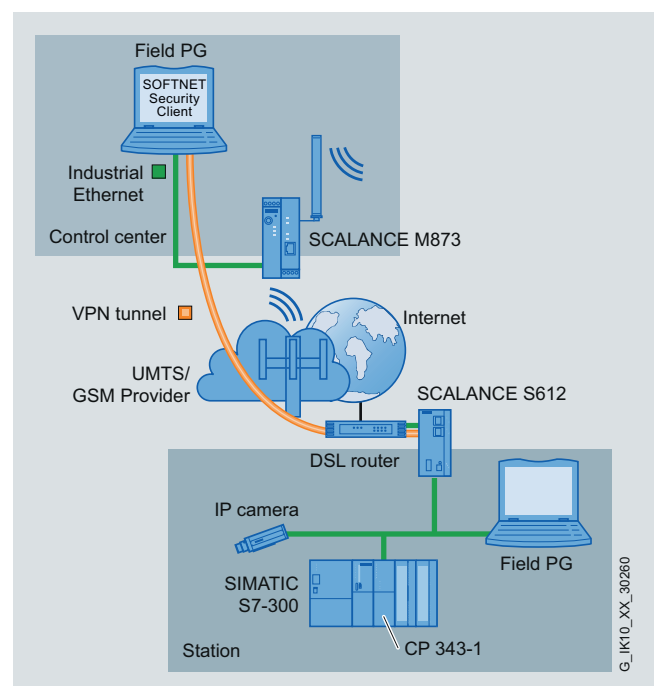 Field PG
SOFTNET
Security
Client
Industrial
Ethernet
Control center
SCALANCE M873
VPN tunnel
Internet
UMTS/
GSM Provider
SCALANCE S612
DSL router
IP camera
Field PG
SIMATIC
S7-300
CP 343-1
Station
G_IK10_XX_30260